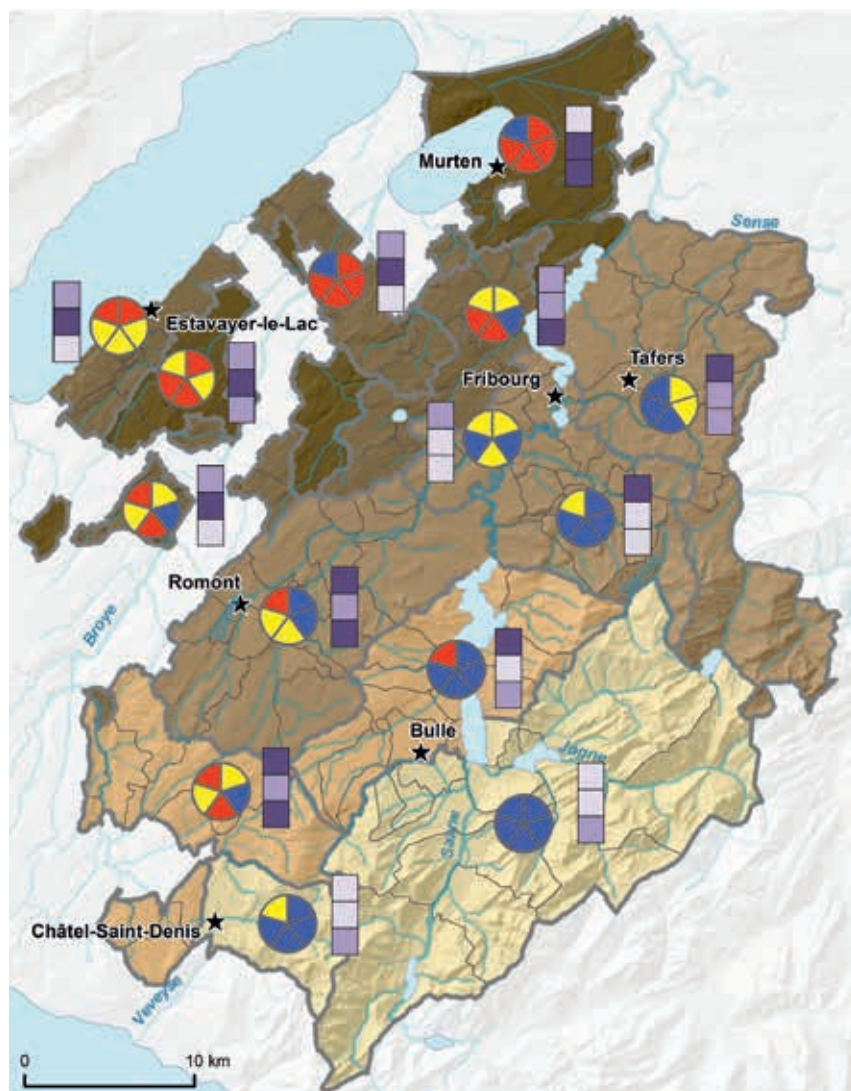 Murten
Sense
Estavayer-le-Lac
Fribourg
Tafers
Romont
Broye
Bulle
Jogne
Sarine
Châtel-Saint-Denis
Veveyse
0 10 km